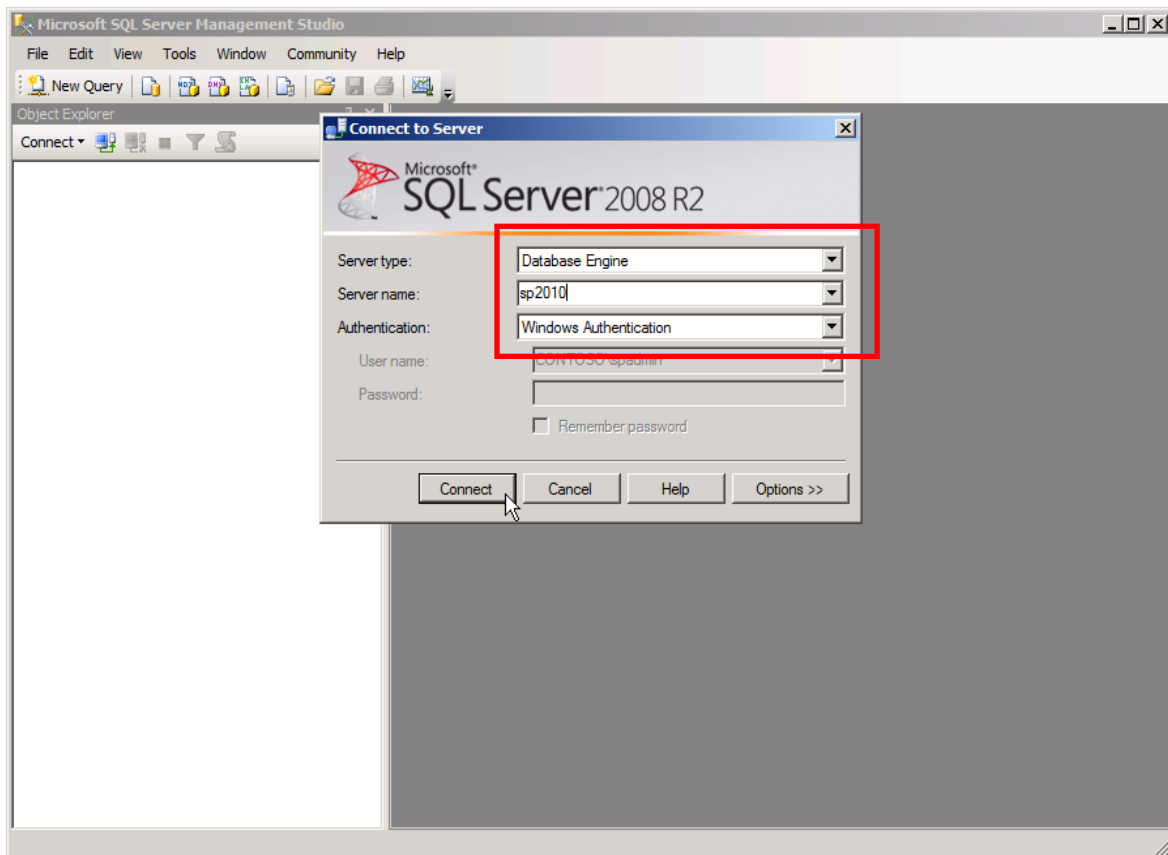 Microsoft SQL Server Management Studio
File Edit View Tools Window Community Help
New Query
Object Explorer
Connect
Connect to Server
Microsoft®
SQL Server® 2008 R2
Server type: Database Engine
Server name: sp2010
Authentication: Windows Authentication
User name: CONTOSO\spadmin
Password:
Remember password
Connect Cancel Help Options >>